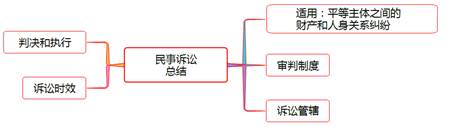 适用：平等主体之间的
财产和人身关系纠纷
判决和执行
民事诉讼
总结
审判制度
诉讼时效
诉讼管辖